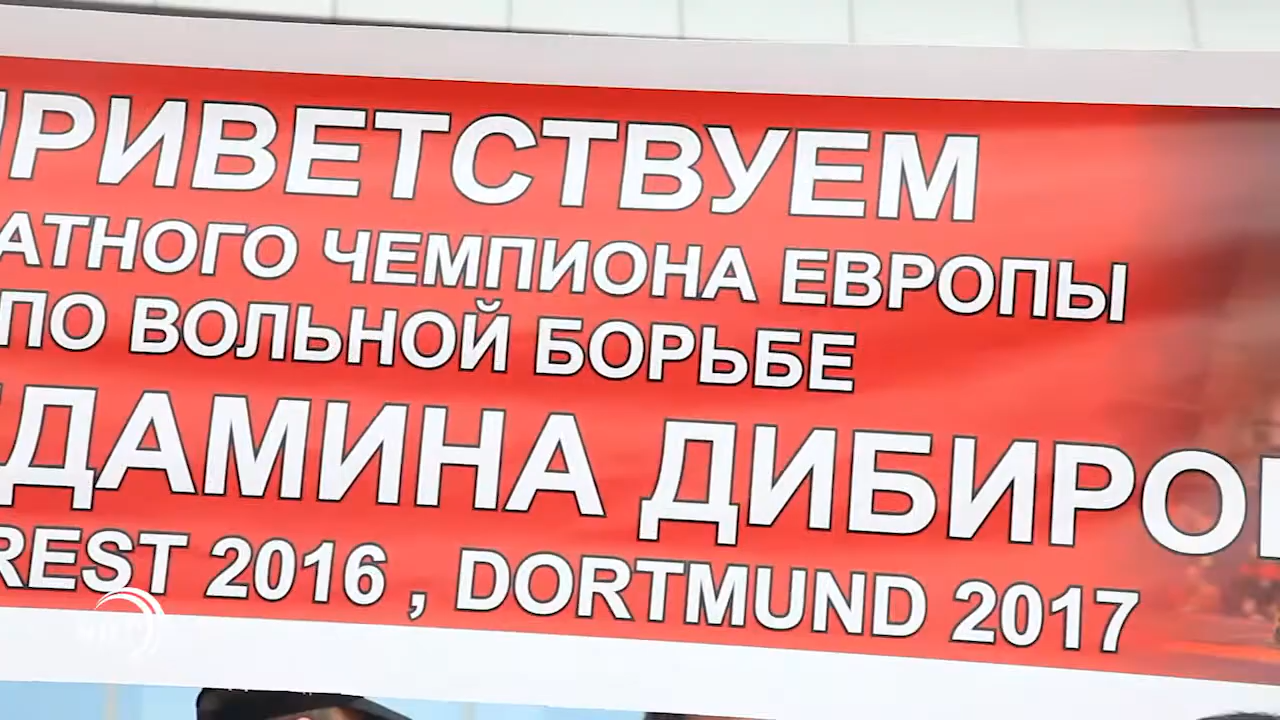 ПРИВЕТСТВУЕМ
АТНОГО ЧЕМПИОНА ЕВРОПЫ
ПО ВОЛЬНОЙ БОРЬБЕ
ДАМИНА ДИБИРО
REST 2016 , DORTMUND 2017